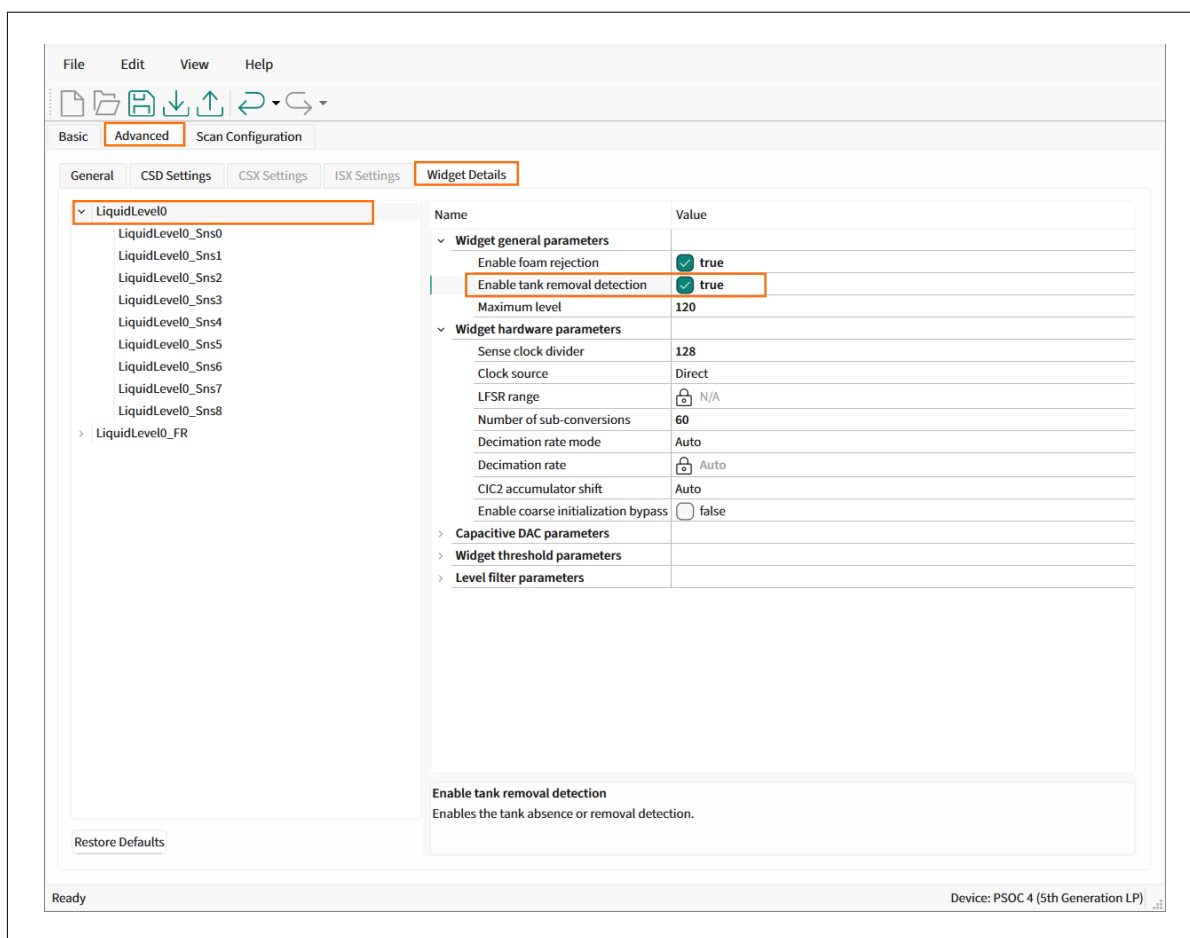 File Edit View Help
Basic Advanced Scan Configuration
General CSD Settings CSX Settings ISX Settings Widget Details
LiquidLevel0
LiquidLevel0_Sns0
LiquidLevel0_Sns1
LiquidLevel0_Sns2
LiquidLevel0_Sns3
LiquidLevel0_Sns4
LiquidLevel0_Sns5
LiquidLevel0_Sns6
LiquidLevel0_Sns7
LiquidLevel0_Sns8
LiquidLevel0_FR
Restore Defaults
Name Value
Widget general parameters
Enable foam rejection true
Enable tank removal detection true
Maximum level 120
Widget hardware parameters
Sense clock divider 128
Clock source Direct
LFSR range N/A
Number of sub-conversions 60
Decimation rate mode Auto
Decimation rate Auto
CIC2 accumulator shift Auto
Enable coarse initialization bypass false
Capacitive DAC parameters
Widget threshold parameters
Level filter parameters
Enable tank removal detection
Enables the tank absence or removal detection.
Ready Device: PSOC 4 (5th Generation LP)